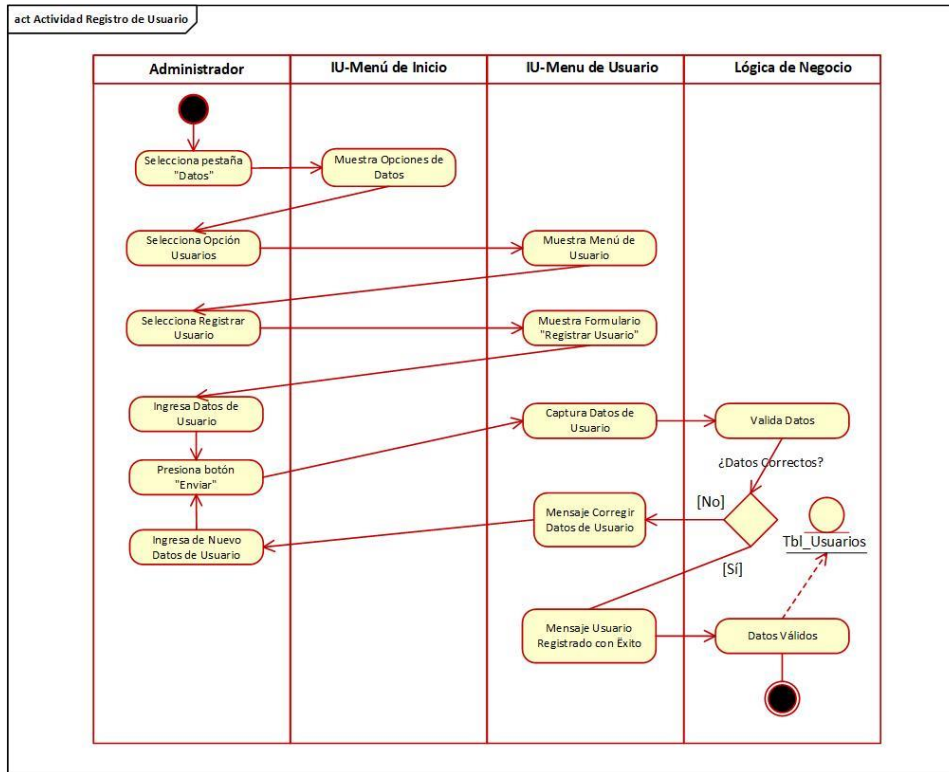 act Actividad Registro de Usuario
Administrador
IU-Menú de Inicio
IU-Menu de Usuario
Lógica de Negocio
Selecciona pestaña
"Datos"
Muestra Opciones de
Datos
Selecciona Opción
Usuarios
Muestra Menú de
Usuario
Selecciona Registrar
Usuario
Muestra Formulario
"Registrar Usuario"
Ingresa Datos de
Usuario
Captura Datos de
Usuario
Valida Datos
Presiona botón
"Enviar"
¿Datos Correctos?
[No]
Mensaje Corregir
Datos de Usuario
Ingresa de Nuevo
Datos de Usuario
Tbl_Usuarios
[Sí]
Mensaje Usuario
Registrado con Éxito
Datos Válidos